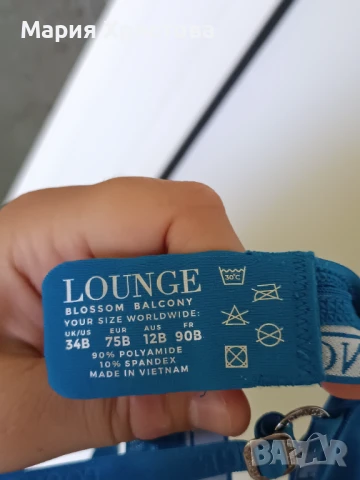 Мария Х
LOUNGE
BLOSSOM BALCONY
YOUR SIZE WORLDWIDE:
UK/US EUR AUS FR
34B 75B 12B 90B
90% POLYAMIDE
10% SPANDEX
MADE IN VIETNAM
30°C
BAZAR